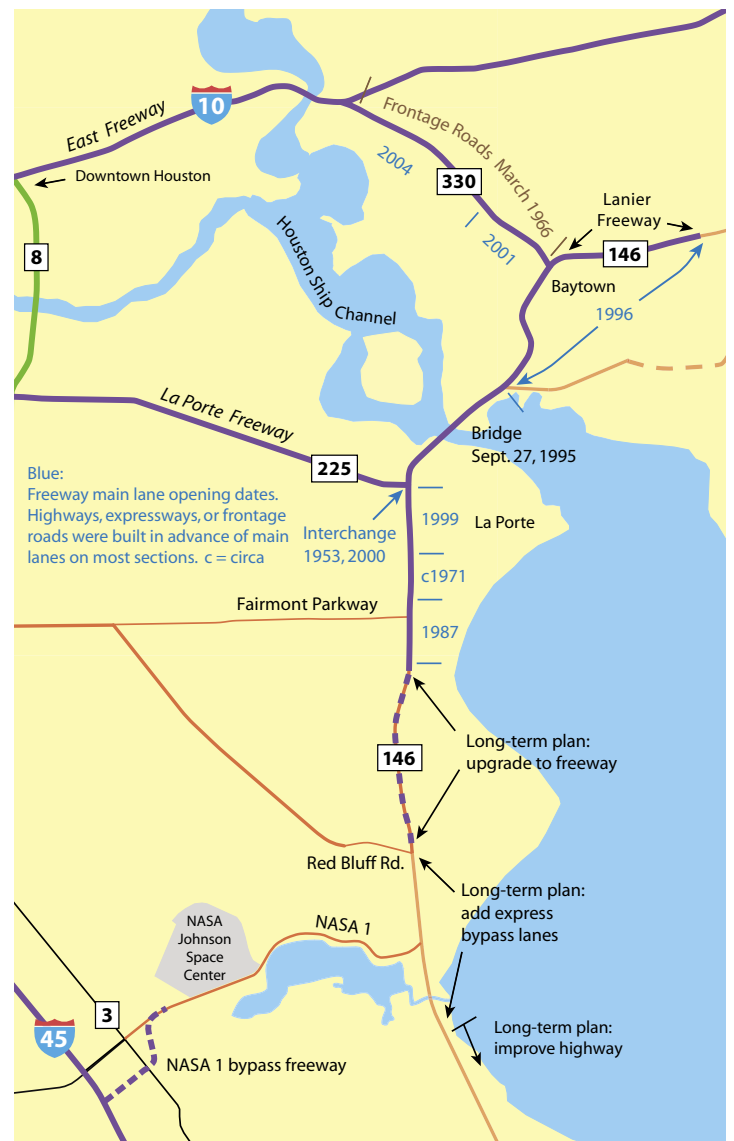 East Freeway
10
Downtown Houston
8
Frontage Roads March 1966
2004
330
2001
Lanier
Freeway
146
Baytown
1996
Houston Ship Channel
La Porte Freeway
225
Bridge
Sept. 27, 1995
Blue:
Freeway main lane opening dates.
Highways, expressways, or frontage
roads were built in advance of main
lanes on most sections. c = circa
Interchange
1953, 2000
1999
La Porte
c1971
Fairmont Parkway
1987
Long-term plan:
upgrade to freeway
146
Red Bluff Rd.
Long-term plan:
add express
bypass lanes
NASA
Johnson
Space
Center
NASA 1
3
45
Long-term plan:
improve highway
NASA 1 bypass freeway